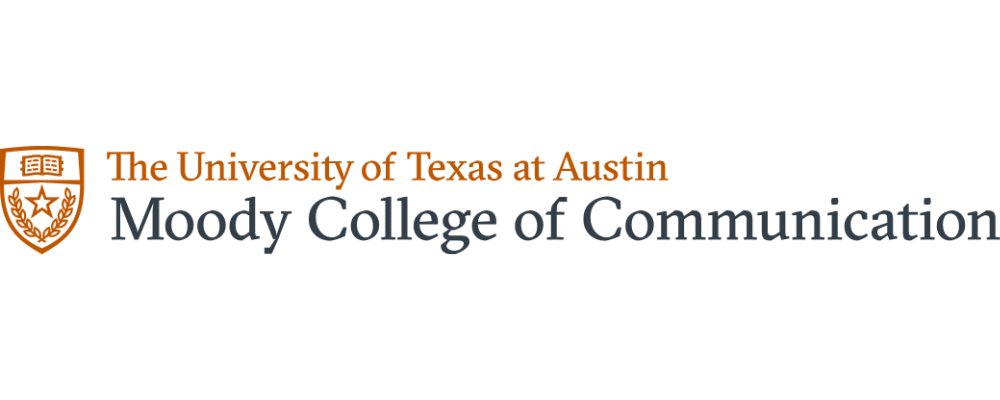 The University of Texas at Austin
Moody College of Communication